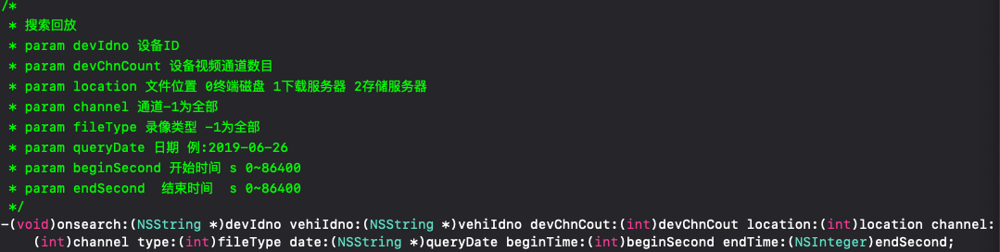 /*
* 搜索回放
* param devIdno 设备ID
* param devChnCount 设备视频通道数目
* param location 文件位置 0终端磁盘 1下载服务器 2存储服务器
* param channel 通道-1为全部
* param fileType 录像类型 -1为全部
* param queryDate 日期 例:2019-06-26
* param beginSecond 开始时间 s 0~86400
* param endSecond  结束时间  s 0~86400
*/
-(void)onsearch:(NSString *)devIdno vehiIdno:(NSString *)vehiIdno devChnCout:(int)devChnCout location:(int)location channel:
(int)channel type:(int)fileType date:(NSString *)queryDate beginTime:(int)beginSecond endTime:(NSInteger)endSecond;